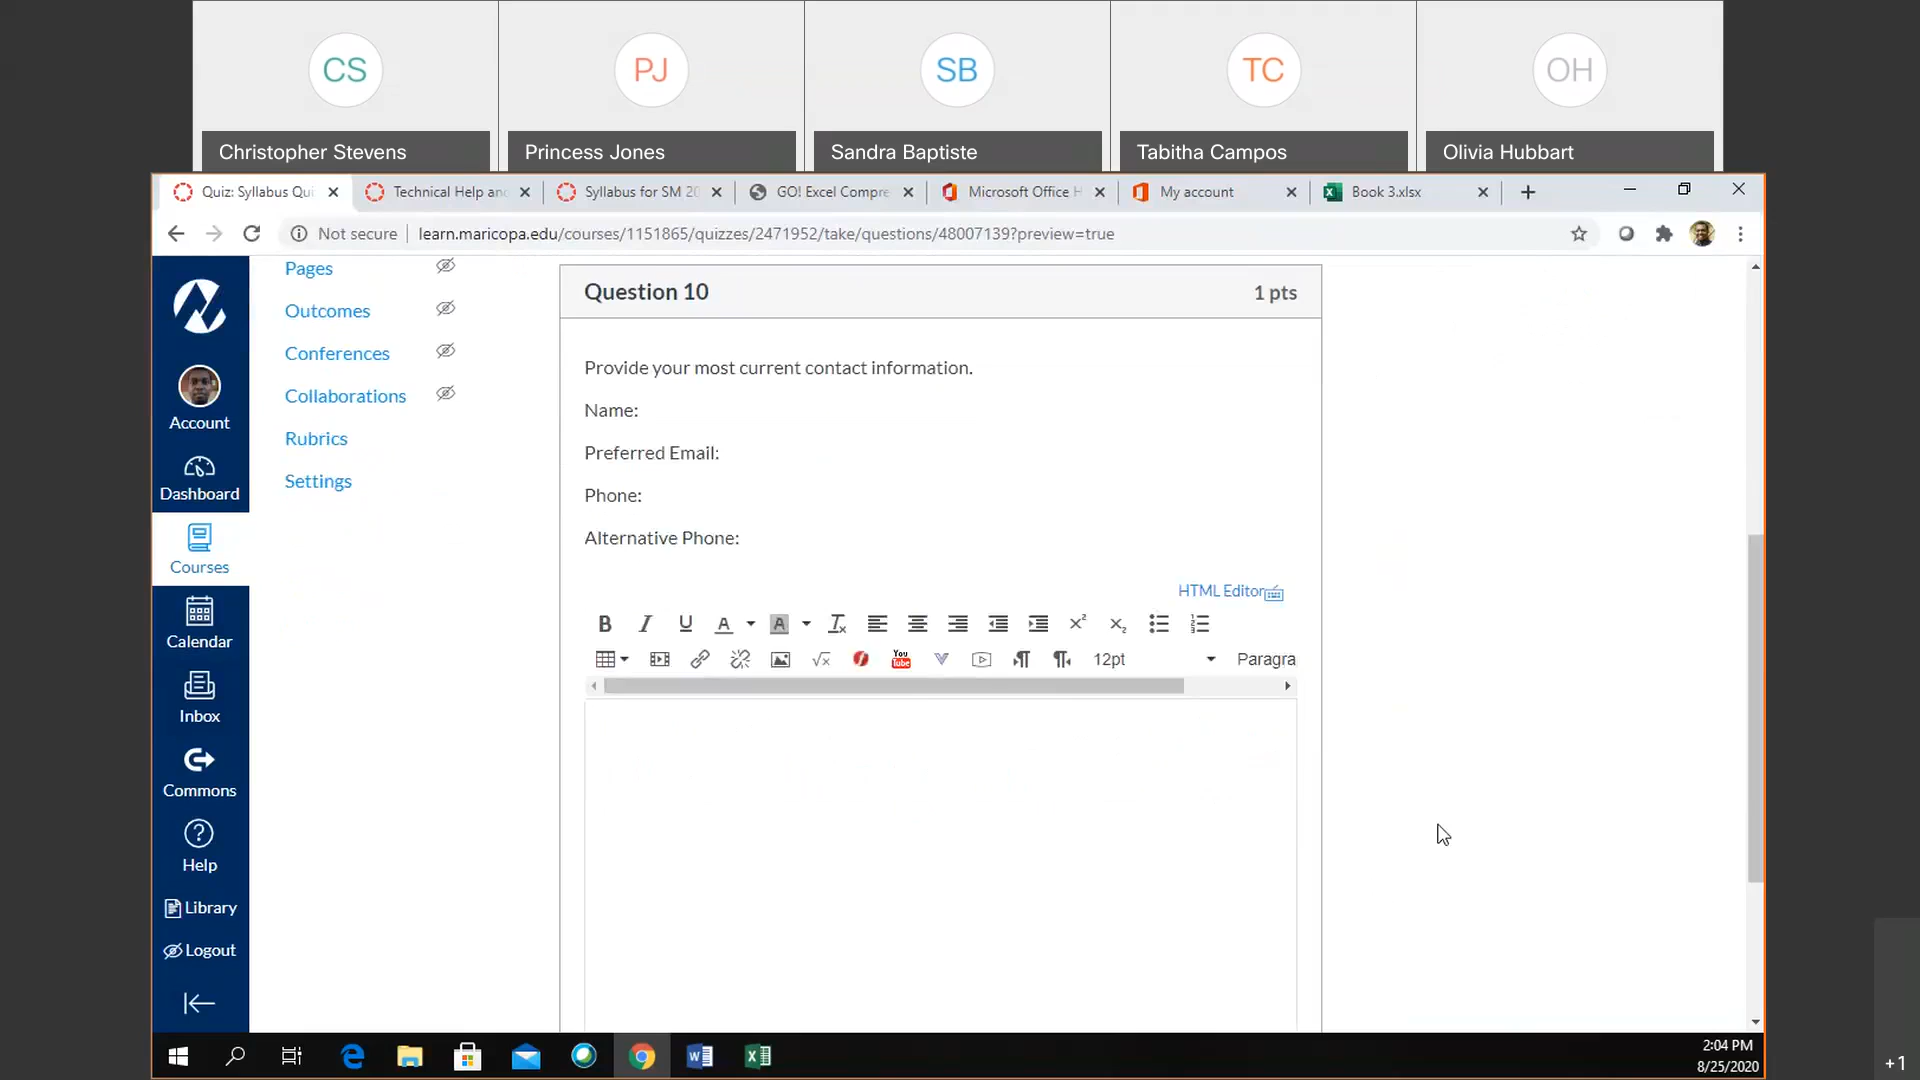 CS
PJ
SB
TC
OH
Christopher Stevens
Princess Jones
Sandra Baptiste
Tabitha Campos
Olivia Hubbart
Quiz: Syllabus Qui
Technical Help an
Syllabus for SM 20
GO! Excel Compre
Microsoft Office H
My account
Book 3.xlsx
Not secure
learn.maricopa.edu/courses/1151865/quizzes/2471952/take/questions/48007139?preview=true
Account
Dashboard
Courses
Calendar
Inbox
Commons
Help
Library
Logout
Pages
Outcomes
Conferences
Collaborations
Rubrics
Settings
Question 10
1 pts
Provide your most current contact information.
Name:
Preferred Email:
Phone:
Alternative Phone:
HTML Editor
12pt
Paragra
You Tube
2:04 PM
8/25/2020
+1